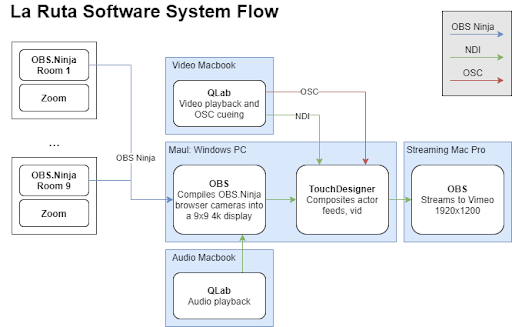 La Ruta Software System Flow
OBS.Ninja
Room 1
Zoom
...
OBS.Ninja
Room 9
Zoom
OBS Ninja
Video Macbook
QLab
Video playback and
OSC cueing
OSC
NDI
Maul: Windows PC
OBS
Compiles OBS.Ninja
browser cameras into
a 9x9 4k display
TouchDesigner
Composites actor
feeds, vid
Streaming Mac Pro
OBS
Streams to Vimeo
1920x1200
Audio Macbook
QLab
Audio playback
OBS Ninja
NDI
OSC